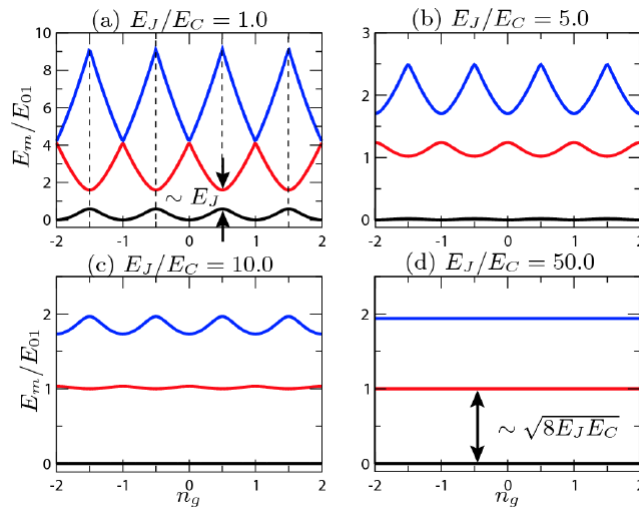 (a) E_J/E_C = 1.0
(b) E_J/E_C = 5.0
E_m/E_01
10
8
6
4
2
0
∼ E_J
-2 -1 0 1 2
3
2
1
0
-2 -1 0 1 2
(c) E_J/E_C = 10.0
(d) E_J/E_C = 50.0
E_m/E_01
2
1
0
-2 -1 0 1 2
n_g
2
1
0
∼ √8E_JE_C
-2 -1 0 1 2
n_g